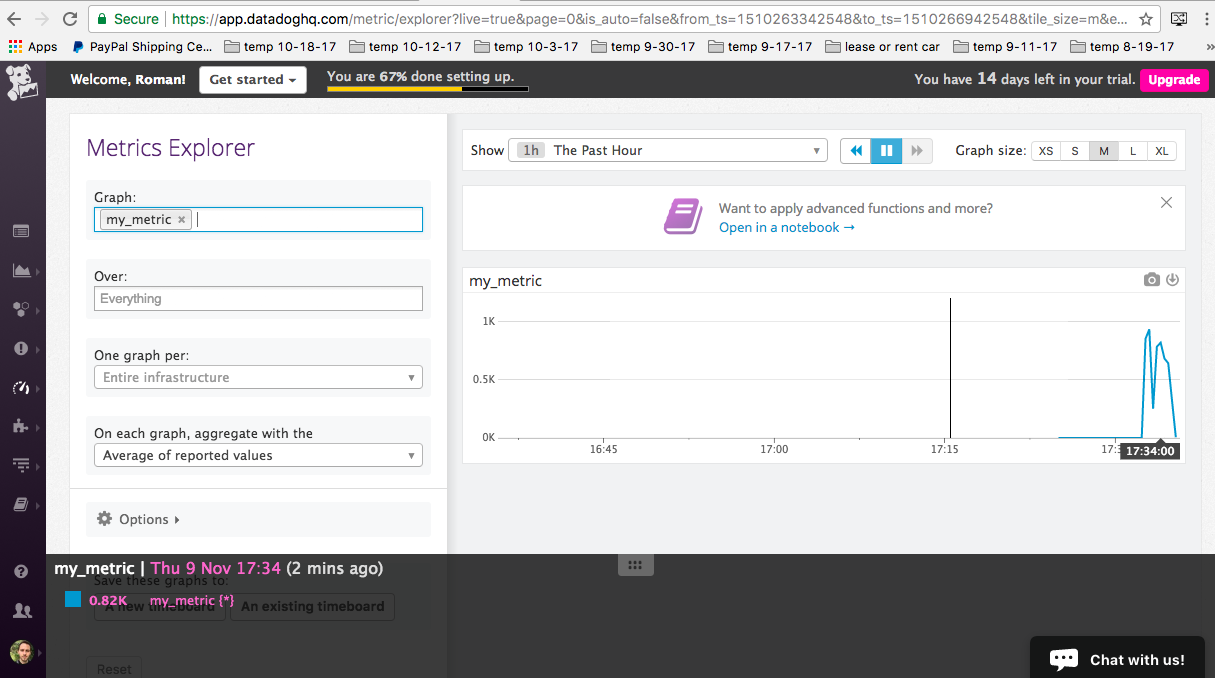 Secure | https://app.datadoghq.com/metric/explorer?live=true&page=0&is_auto=false&from_ts=1510263342548&to_ts=1510266942548&tile_size=m&e...
Apps PayPal Shipping Ce... temp 10-18-17 temp 10-12-17 temp 10-3-17 temp 9-30-17 temp 9-17-17 lease or rent car temp 9-11-17 temp 8-19-17 »
Welcome, Roman! Get started You are 67% done setting up. You have 14 days left in your trial. Upgrade
Metrics Explorer
Graph:
my_metric ×
Over:
Everything
One graph per:
Entire infrastructure
On each graph, aggregate with the
Average of reported values
Options
Show 1h The Past Hour Graph size: XS S M L XL
Want to apply advanced functions and more?
Open in a notebook →
my_metric
1K
0.5K
0K
16:45 17:00 17:15 17:3
17:34:00
my_metric | Thu 9 Nov 17:34 (2 mins ago)
Save these graphs to:
0.82K my_metric {*}
A new timeboard An existing timeboard
Reset
Chat with us!